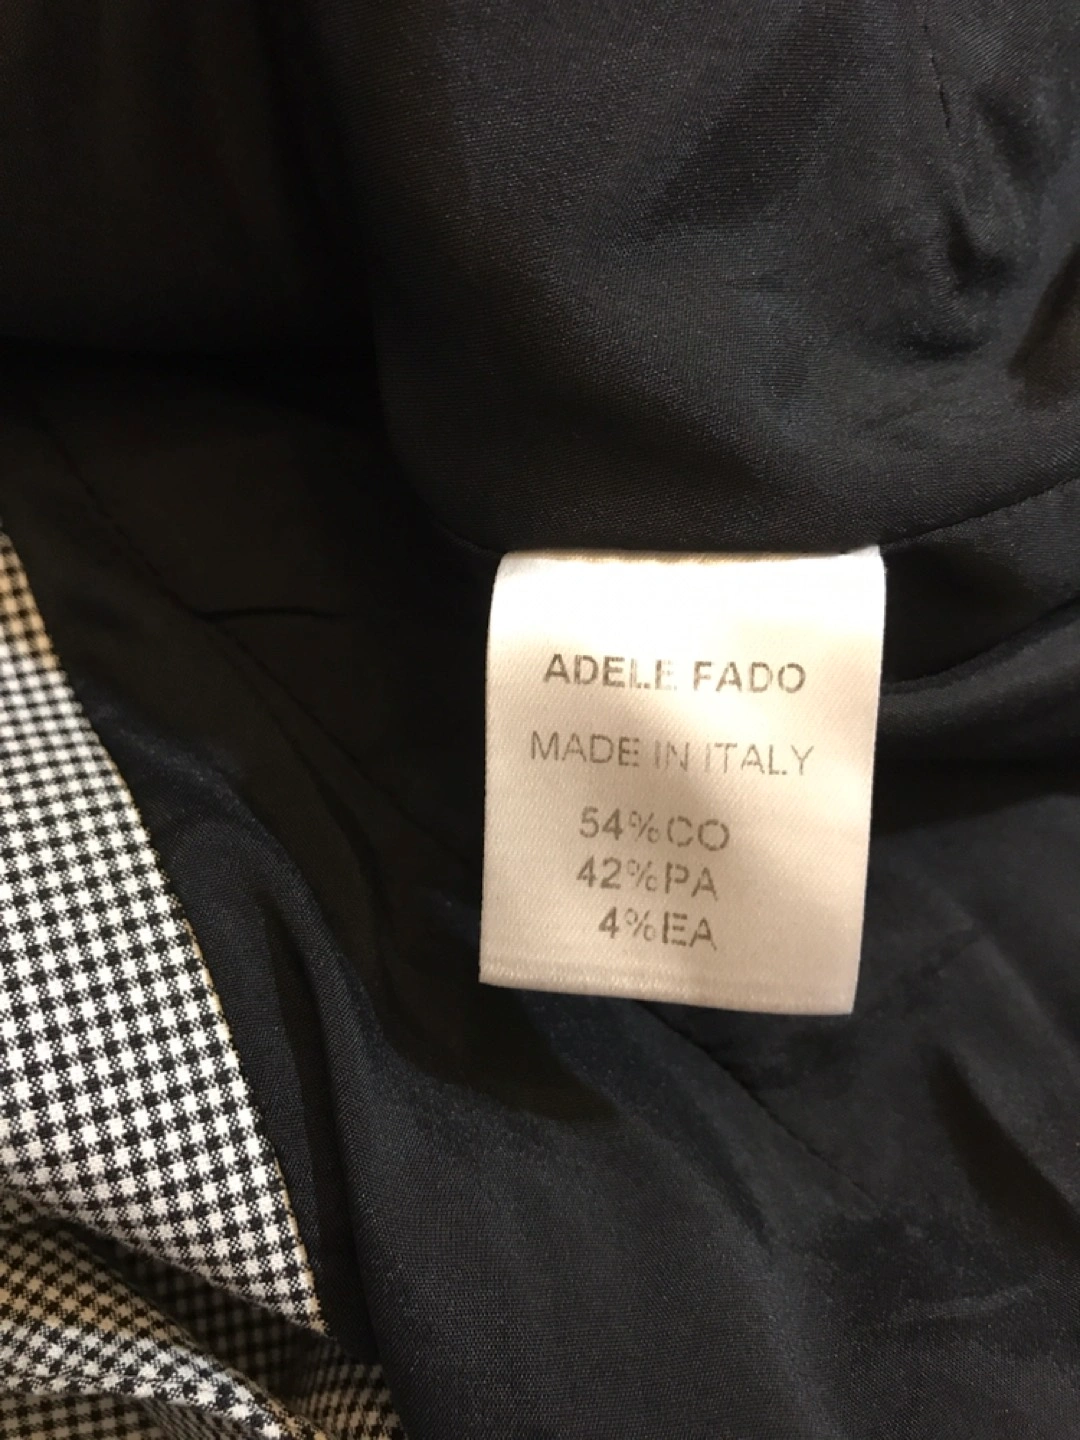 ADELE FADO
MADE IN ITALY
54%CO
42%PA
4%EA